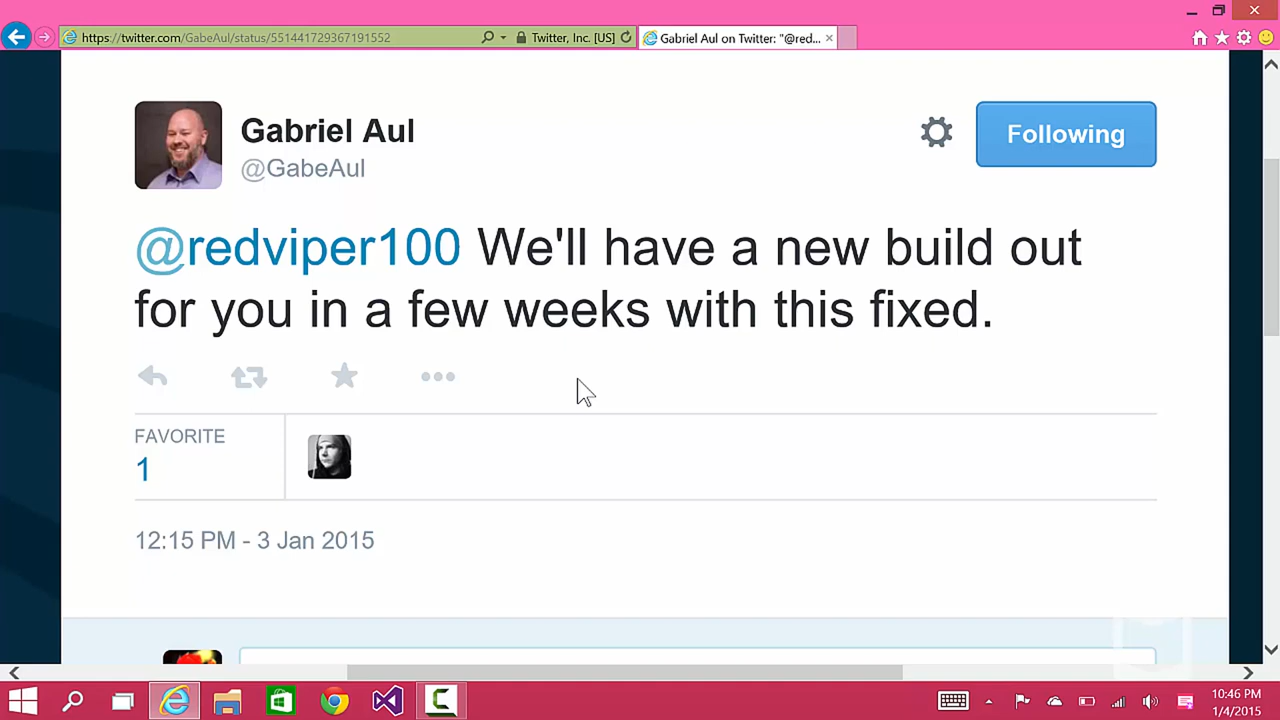 https://twitter.com/GabeAul/status/551441729367191552
Twitter, Inc. [US]
Gabriel Aul on Twitter: "@red...
Gabriel Aul
@GabeAul
Following
@redviper100 We'll have a new build out
for you in a few weeks with this fixed.
FAVORITE
1
12:15 PM - 3 Jan 2015
10:46 PM
1/4/2015